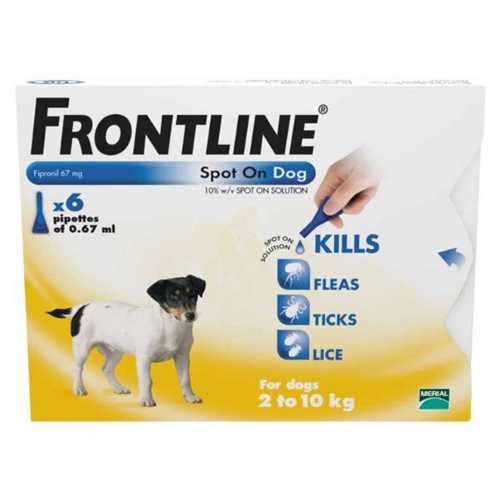 FRONTLINE®
Fipronil 67 mg
Spot On Dog
10% w/v SPOT ON SOLUTION
x6
pipettes
of 0.67 ml
SPOT ON
SOLUTION
KILLS
FLEAS
TICKS
LICE
For dogs
2 to 10 kg
MERIAL